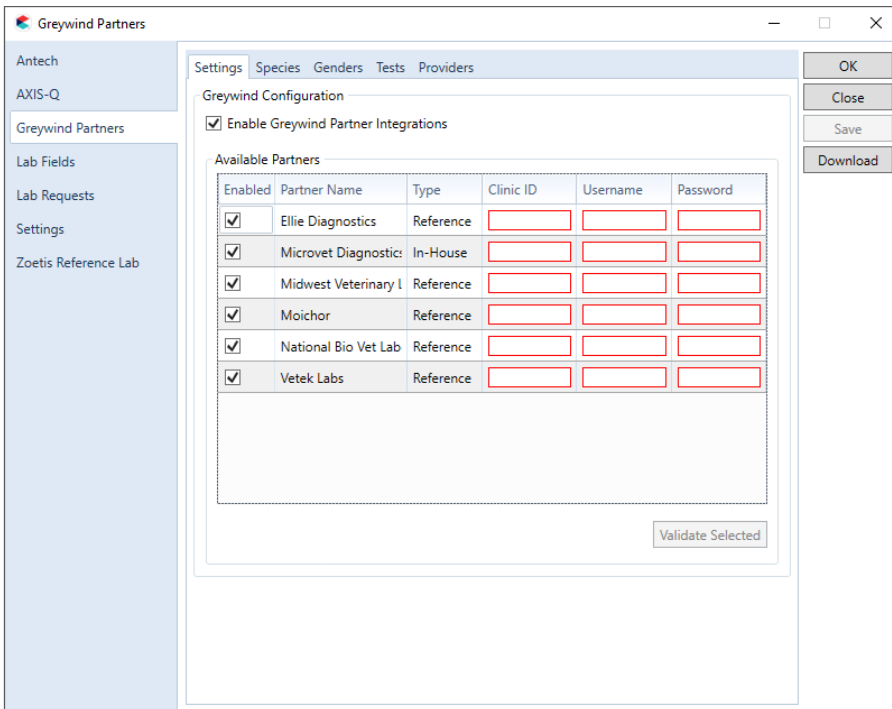 Greywind Partners
Antech
AXIS-Q
Greywind Partners
Lab Fields
Lab Requests
Settings
Zoetis Reference Lab
Settings Species Genders Tests Providers
Greywind Configuration
Enable Greywind Partner Integrations
Available Partners
Enabled Partner Name Type Clinic ID Username Password
Ellie Diagnostics Reference
Microvet Diagnostics In-House
Midwest Veterinary L Reference
Moichor Reference
National Bio Vet Lab Reference
Vetek Labs Reference
Validate Selected
OK
Close
Save
Download